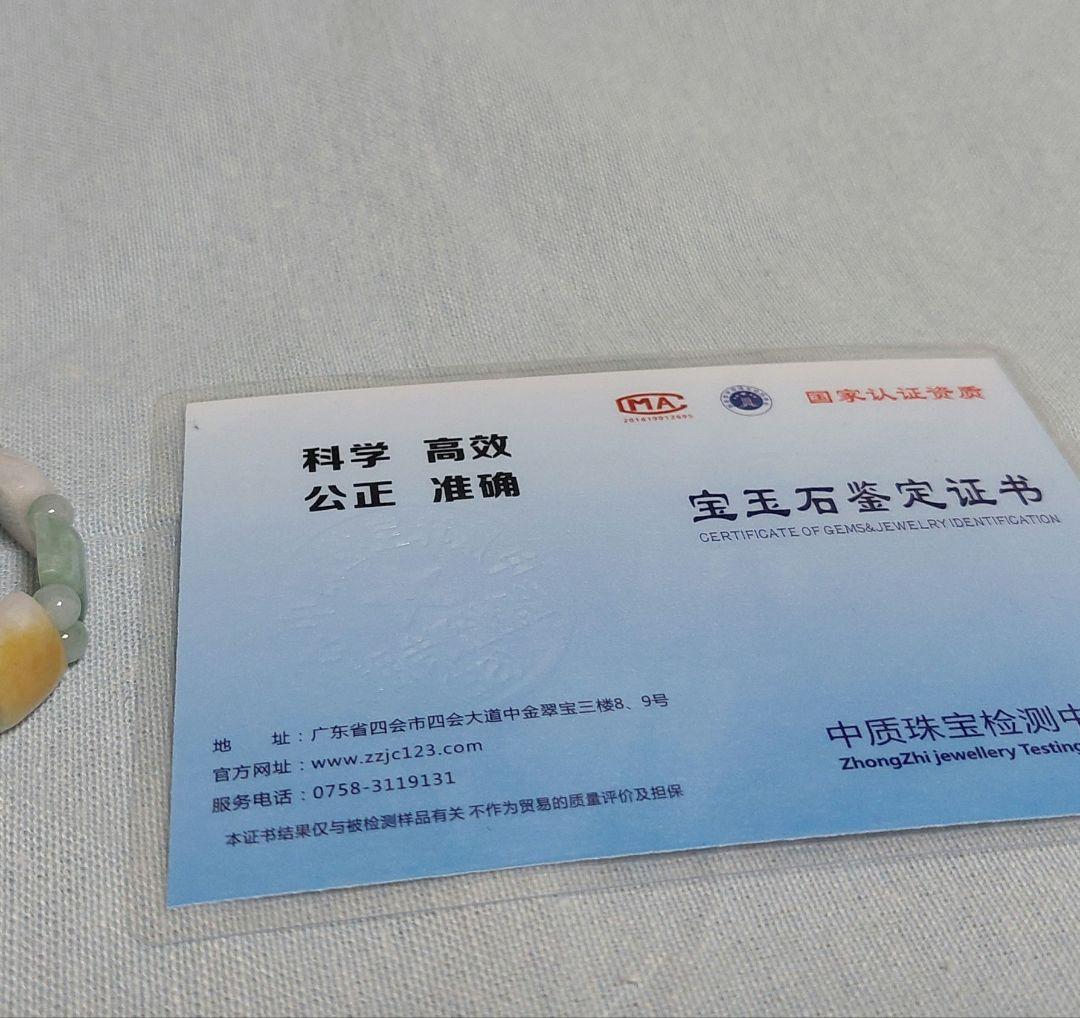 科学 高效
公正 准确
地 址：广东省四会市四会大道中金翠宝三楼8、9号
官方网址：www.zzjc123.com
服务电话：0758-3119131
本证书结果仅与被检测样品有关 不作为贸易的质量评价及担保
CMA
国家认证资质
宝玉石鉴定证书
CERTIFICATE OF GEMS&JEWELRY IDENTIFICATION
中质珠宝检测中
ZhongZhi jewellery Testing